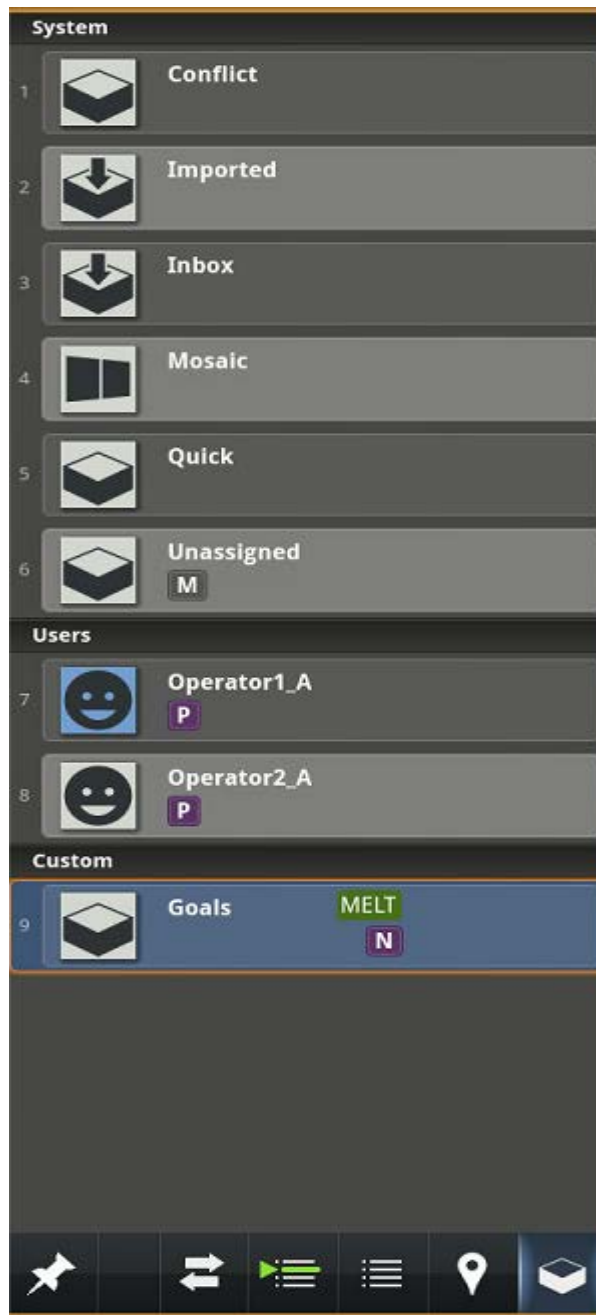 System
1
Conflict
2
Imported
3
Inbox
4
Mosaic
5
Quick
6
Unassigned
M
Users
7
Operator1_A
P
8
Operator2_A
P
Custom
9
Goals MELT
N